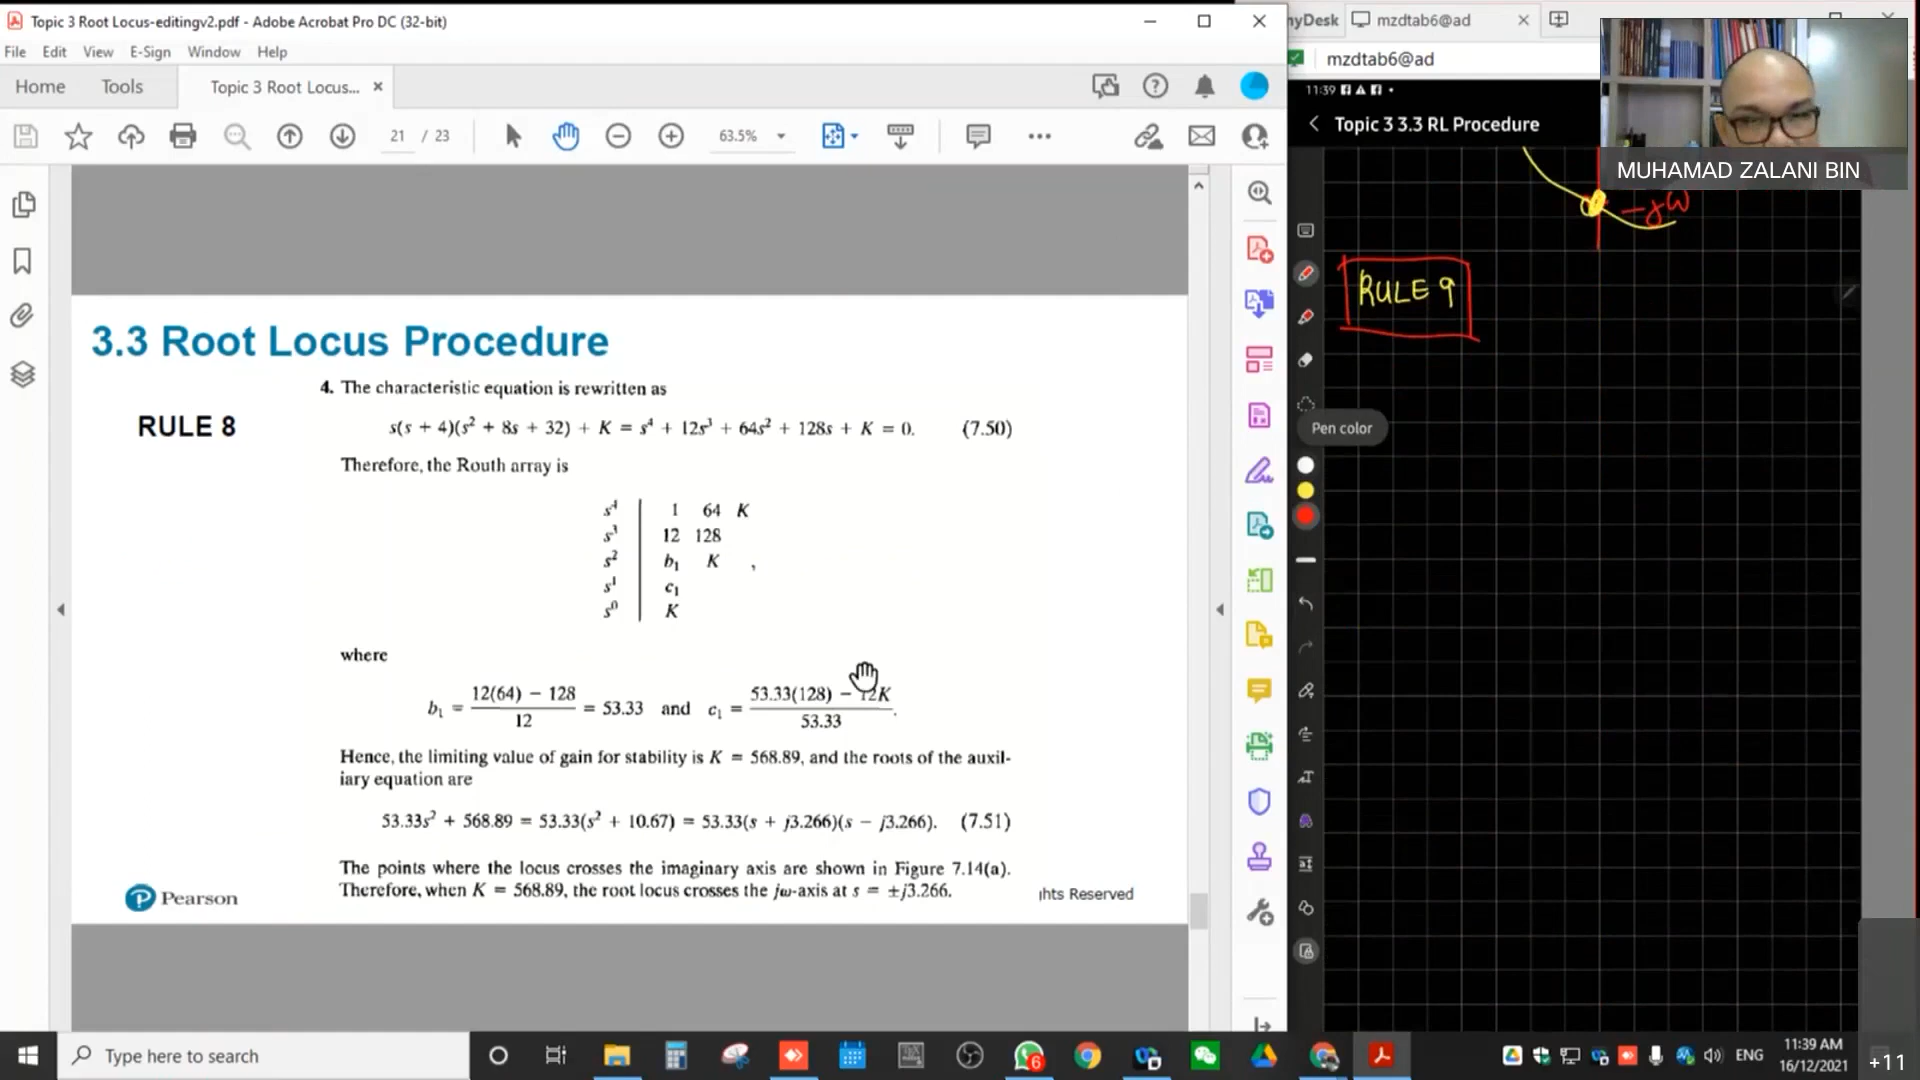 Topic 3 Root Locus-editingv2.pdf - Adobe Acrobat Pro DC (32-bit)
File Edit View E-Sign Window Help
Home Tools Topic 3 Root Locus...
21 / 23
63.5%
3.3 Root Locus Procedure
RULE 8
4. The characteristic equation is rewritten as
s(s + 4)(s² + 8s + 32) + K = s⁴ + 12s³ + 64s² + 128s + K = 0. (7.50)
Therefore, the Routh array is
s⁴ | 1 64 K
s³ | 12 128
s² | b₁ K ,
s¹ | c₁
s⁰ | K
where
b₁ = 12(64) − 128 / 12 = 53.33 and c₁ = 53.33(128) − 12K / 53.33.
Hence, the limiting value of gain for stability is K = 568.89, and the roots of the auxil-
iary equation are
53.33s² + 568.89 = 53.33(s² + 10.67) = 53.33(s + j3.266)(s − j3.266). (7.51)
The points where the locus crosses the imaginary axis are shown in Figure 7.14(a).
Therefore, when K = 568.89, the root locus crosses the jω-axis at s = ±j3.266.
Pearson
hts Reserved
nyDesk mzdtab6@ad
mzdtab6@ad
11:39
Topic 3 3.3 RL Procedure
MUHAMAD ZALANI BIN
-jω
RULE 9
Pen color
Type here to search
6
ENG
11:39 AM
16/12/2021
+11